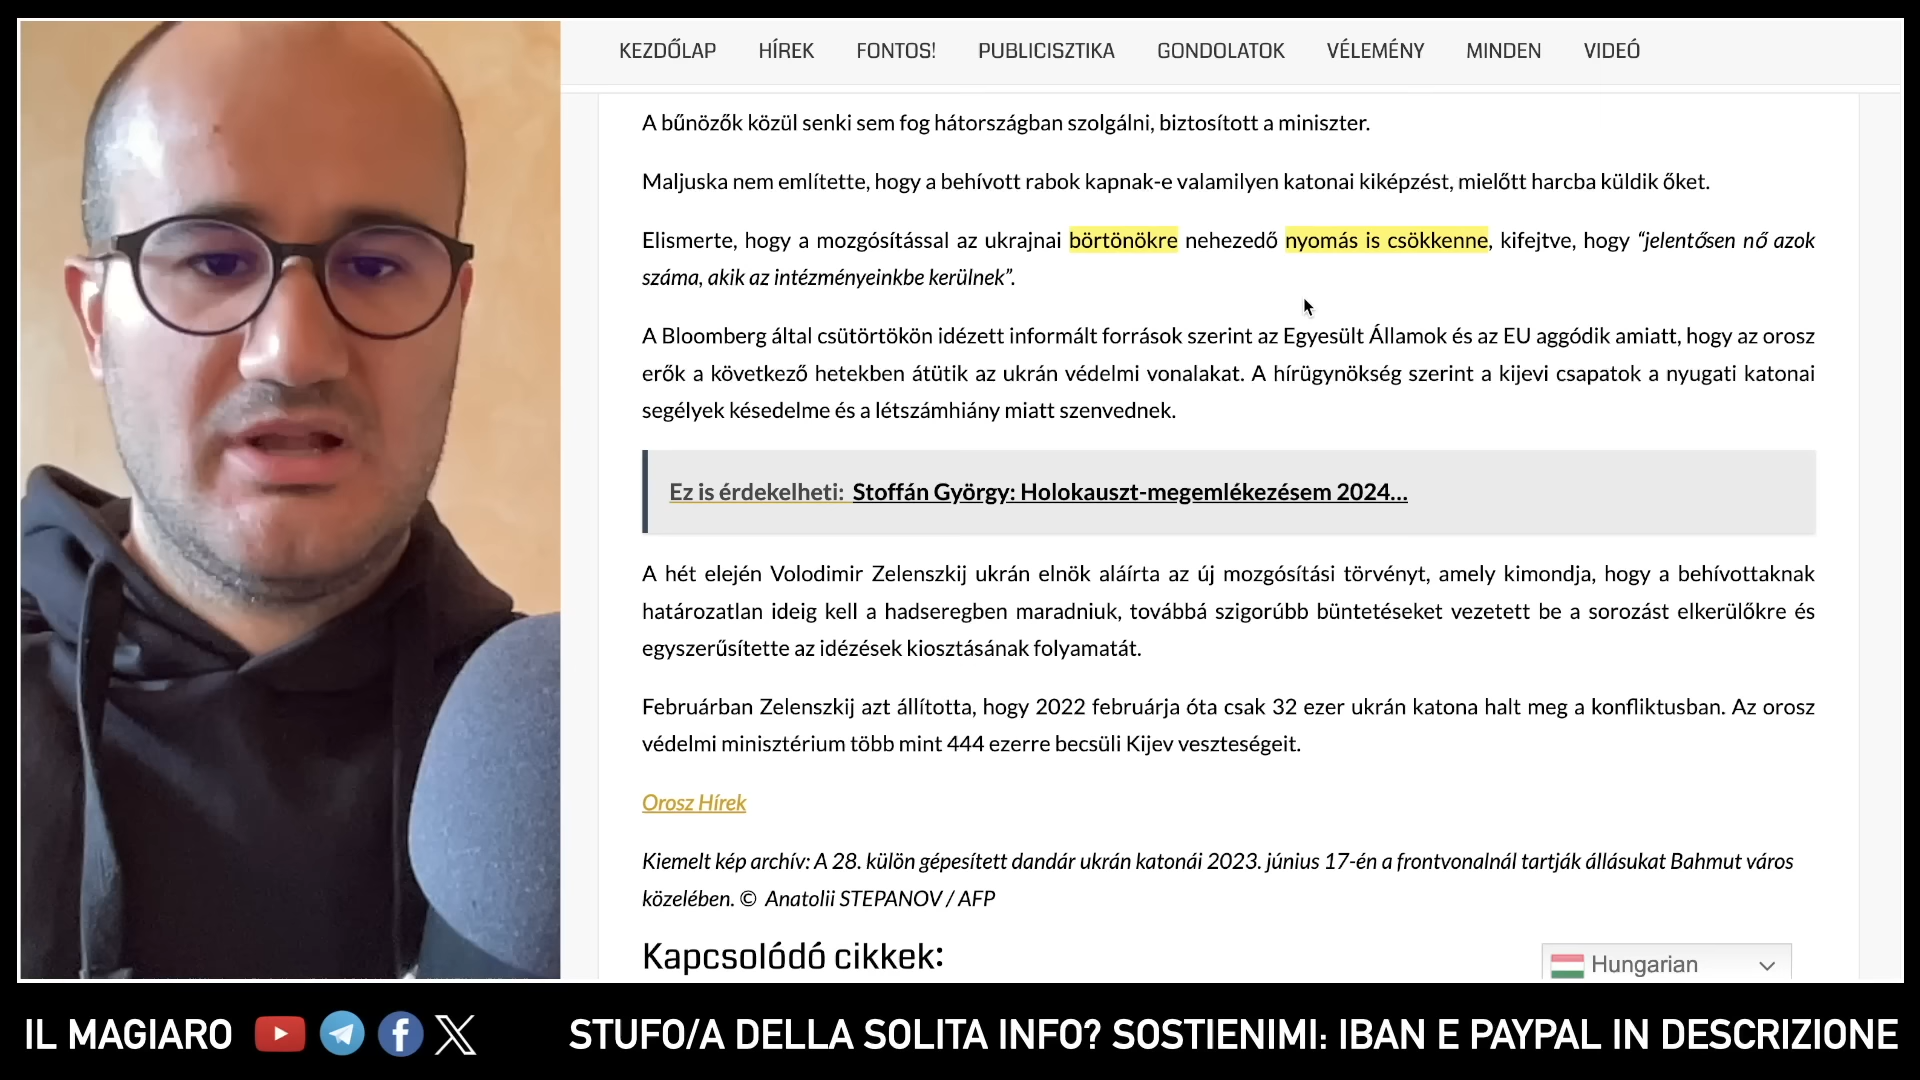 KEZDŐLAP HÍREK FONTOS! PUBLICISZTIKA GONDOLATOK VÉLEMÉNY MINDEN VIDEÓ
A bűnözők közül senki sem fog hátországban szolgálni, biztosított a miniszter.
Maljuska nem említette, hogy a behívott rabok kapnak-e valamilyen katonai kiképzést, mielőtt harcba küldik őket.
Elismerte, hogy a mozgósítással az ukrajnai börtönökre nehezedő nyomás is csökkenne, kifejtve, hogy “jelentősen nő azok
száma, akik az intézményeinkbe kerülnek”.
A Bloomberg által csütörtökön idézett informált források szerint az Egyesült Államok és az EU aggódik amiatt, hogy az orosz
erők a következő hetekben átütik az ukrán védelmi vonalakat. A hírügynökség szerint a kijevi csapatok a nyugati katonai
segélyek késedelme és a létszámhiány miatt szenvednek.
Ez is érdekelheti: Stoffán György: Holokauszt-megemlékezésem 2024...
A hét elején Volodimir Zelenszkij ukrán elnök aláírta az új mozgósítási törvényt, amely kimondja, hogy a behívottaknak
határozatlan ideig kell a hadseregben maradniuk, továbbá szigorúbb büntetéseket vezetett be a sorozást elkerülőkre és
egyszerűsítette az idézések kiosztásának folyamatát.
Februárban Zelenszkij azt állította, hogy 2022 februárja óta csak 32 ezer ukrán katona halt meg a konfliktusban. Az orosz
védelmi minisztérium több mint 444 ezerre becsüli Kijev veszteségeit.
Orosz Hírek
Kiemelt kép archív: A 28. külön gépesített dandár ukrán katonái 2023. június 17-én a frontvonalnál tartják állásukat Bahmut város
közelében. © Anatolii STEPANOV / AFP
Kapcsolódó cikkek:
Hungarian
IL MAGIARO STUFO/A DELLA SOLITA INFO? SOSTIENIMI: IBAN E PAYPAL IN DESCRIZIONE